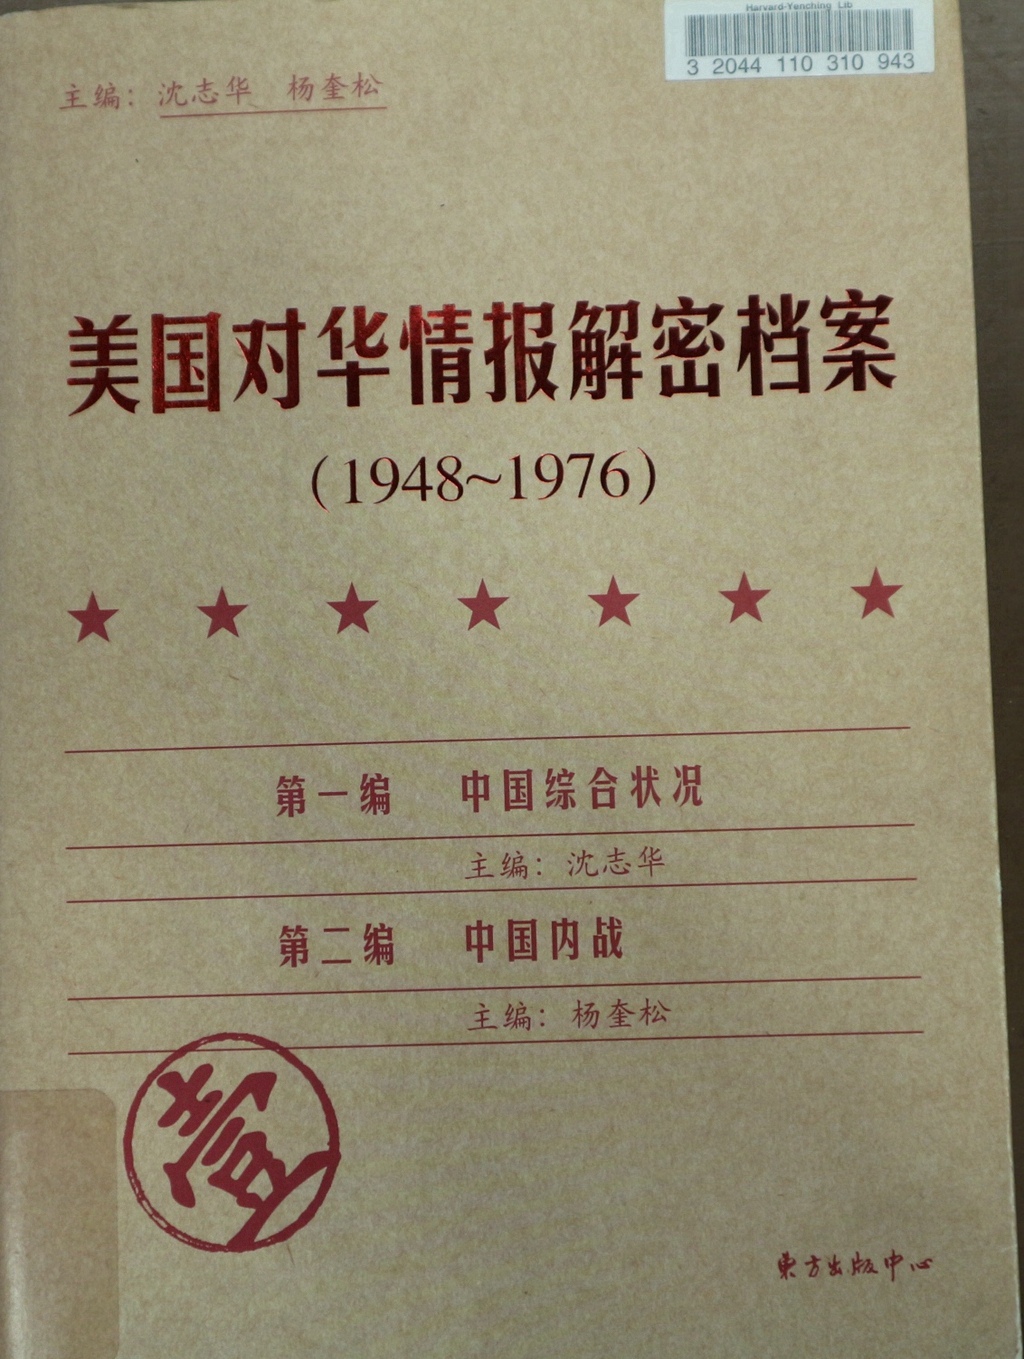 Harvard-Yenching Lib
3 2044 110 310 943
主编：沈志华 杨奎松
美国对华情报解密档案
（1948~1976）
第一编 中国综合状况
主编：沈志华
第二编 中国内战
主编：杨奎松
壹
東方出版中心